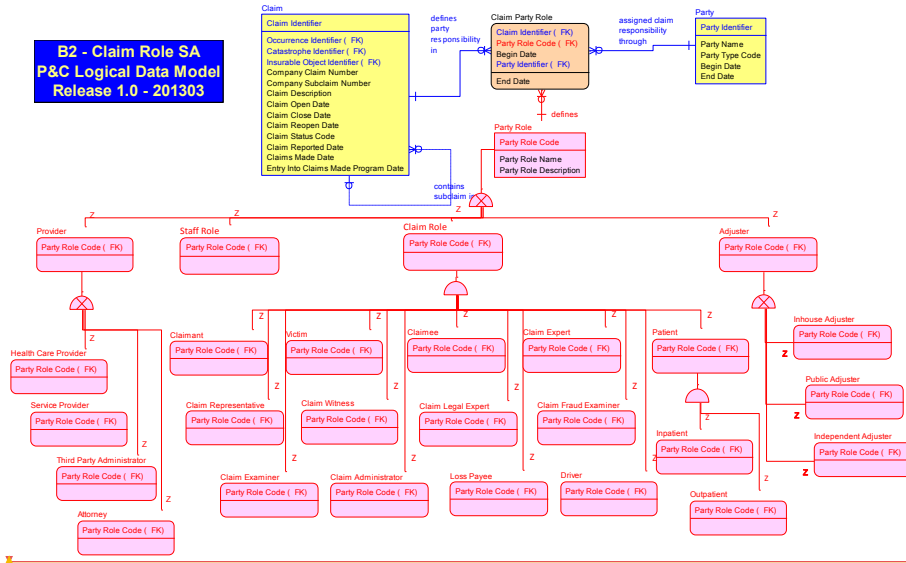 B2 - Claim Role SA
P&C Logical Data Model
Release 1.0 - 201303
Claim
Claim Identifier
Occurrence Identifier ( FK)
Catastrophe Identifier ( FK)
Insurable Object Identifier ( FK)
Company Claim Number
Company Subclaim Number
Claim Description
Claim Open Date
Claim Close Date
Claim Reopen Date
Claim Status Code
Claim Reported Date
Claims Made Date
Entry Into Claims Made Program Date
defines
party
responsibility
in
Claim Party Role
Claim Identifier ( FK)
Party Role Code ( FK)
Begin Date
Party Identifier ( FK)
End Date
assigned claim
responsibility
through
Party
Party Identifier
Party Name
Party Type Code
Begin Date
End Date
defines
contains
subclaim in
Party Role
Party Role Code
Party Role Name
Party Role Description
Z
Z
Z
Z
Provider
Party Role Code ( FK)
Staff Role
Party Role Code ( FK)
Claim Role
Party Role Code ( FK)
Adjuster
Party Role Code ( FK)
Z
Z
Z
Health Care Provider
Party Role Code ( FK)
Service Provider
Party Role Code ( FK)
Third Party Administrator
Party Role Code ( FK)
Attorney
Party Role Code ( FK)
Z
Z
Z
Z
Z
Claimant
Party Role Code ( FK)
Victim
Party Role Code ( FK)
Claimee
Party Role Code ( FK)
Claim Expert
Party Role Code ( FK)
Patient
Party Role Code ( FK)
Z
Z
Z
Z
Claim Representative
Party Role Code ( FK)
Claim Witness
Party Role Code ( FK)
Claim Legal Expert
Party Role Code ( FK)
Claim Fraud Examiner
Party Role Code ( FK)
Z
Z
Z
Z
Claim Examiner
Party Role Code ( FK)
Claim Administrator
Party Role Code ( FK)
Loss Payee
Party Role Code ( FK)
Driver
Party Role Code ( FK)
Z
Z
Inpatient
Party Role Code ( FK)
Outpatient
Party Role Code ( FK)
z
z
z
Inhouse Adjuster
Party Role Code ( FK)
Public Adjuster
Party Role Code ( FK)
Independent Adjuster
Party Role Code ( FK)